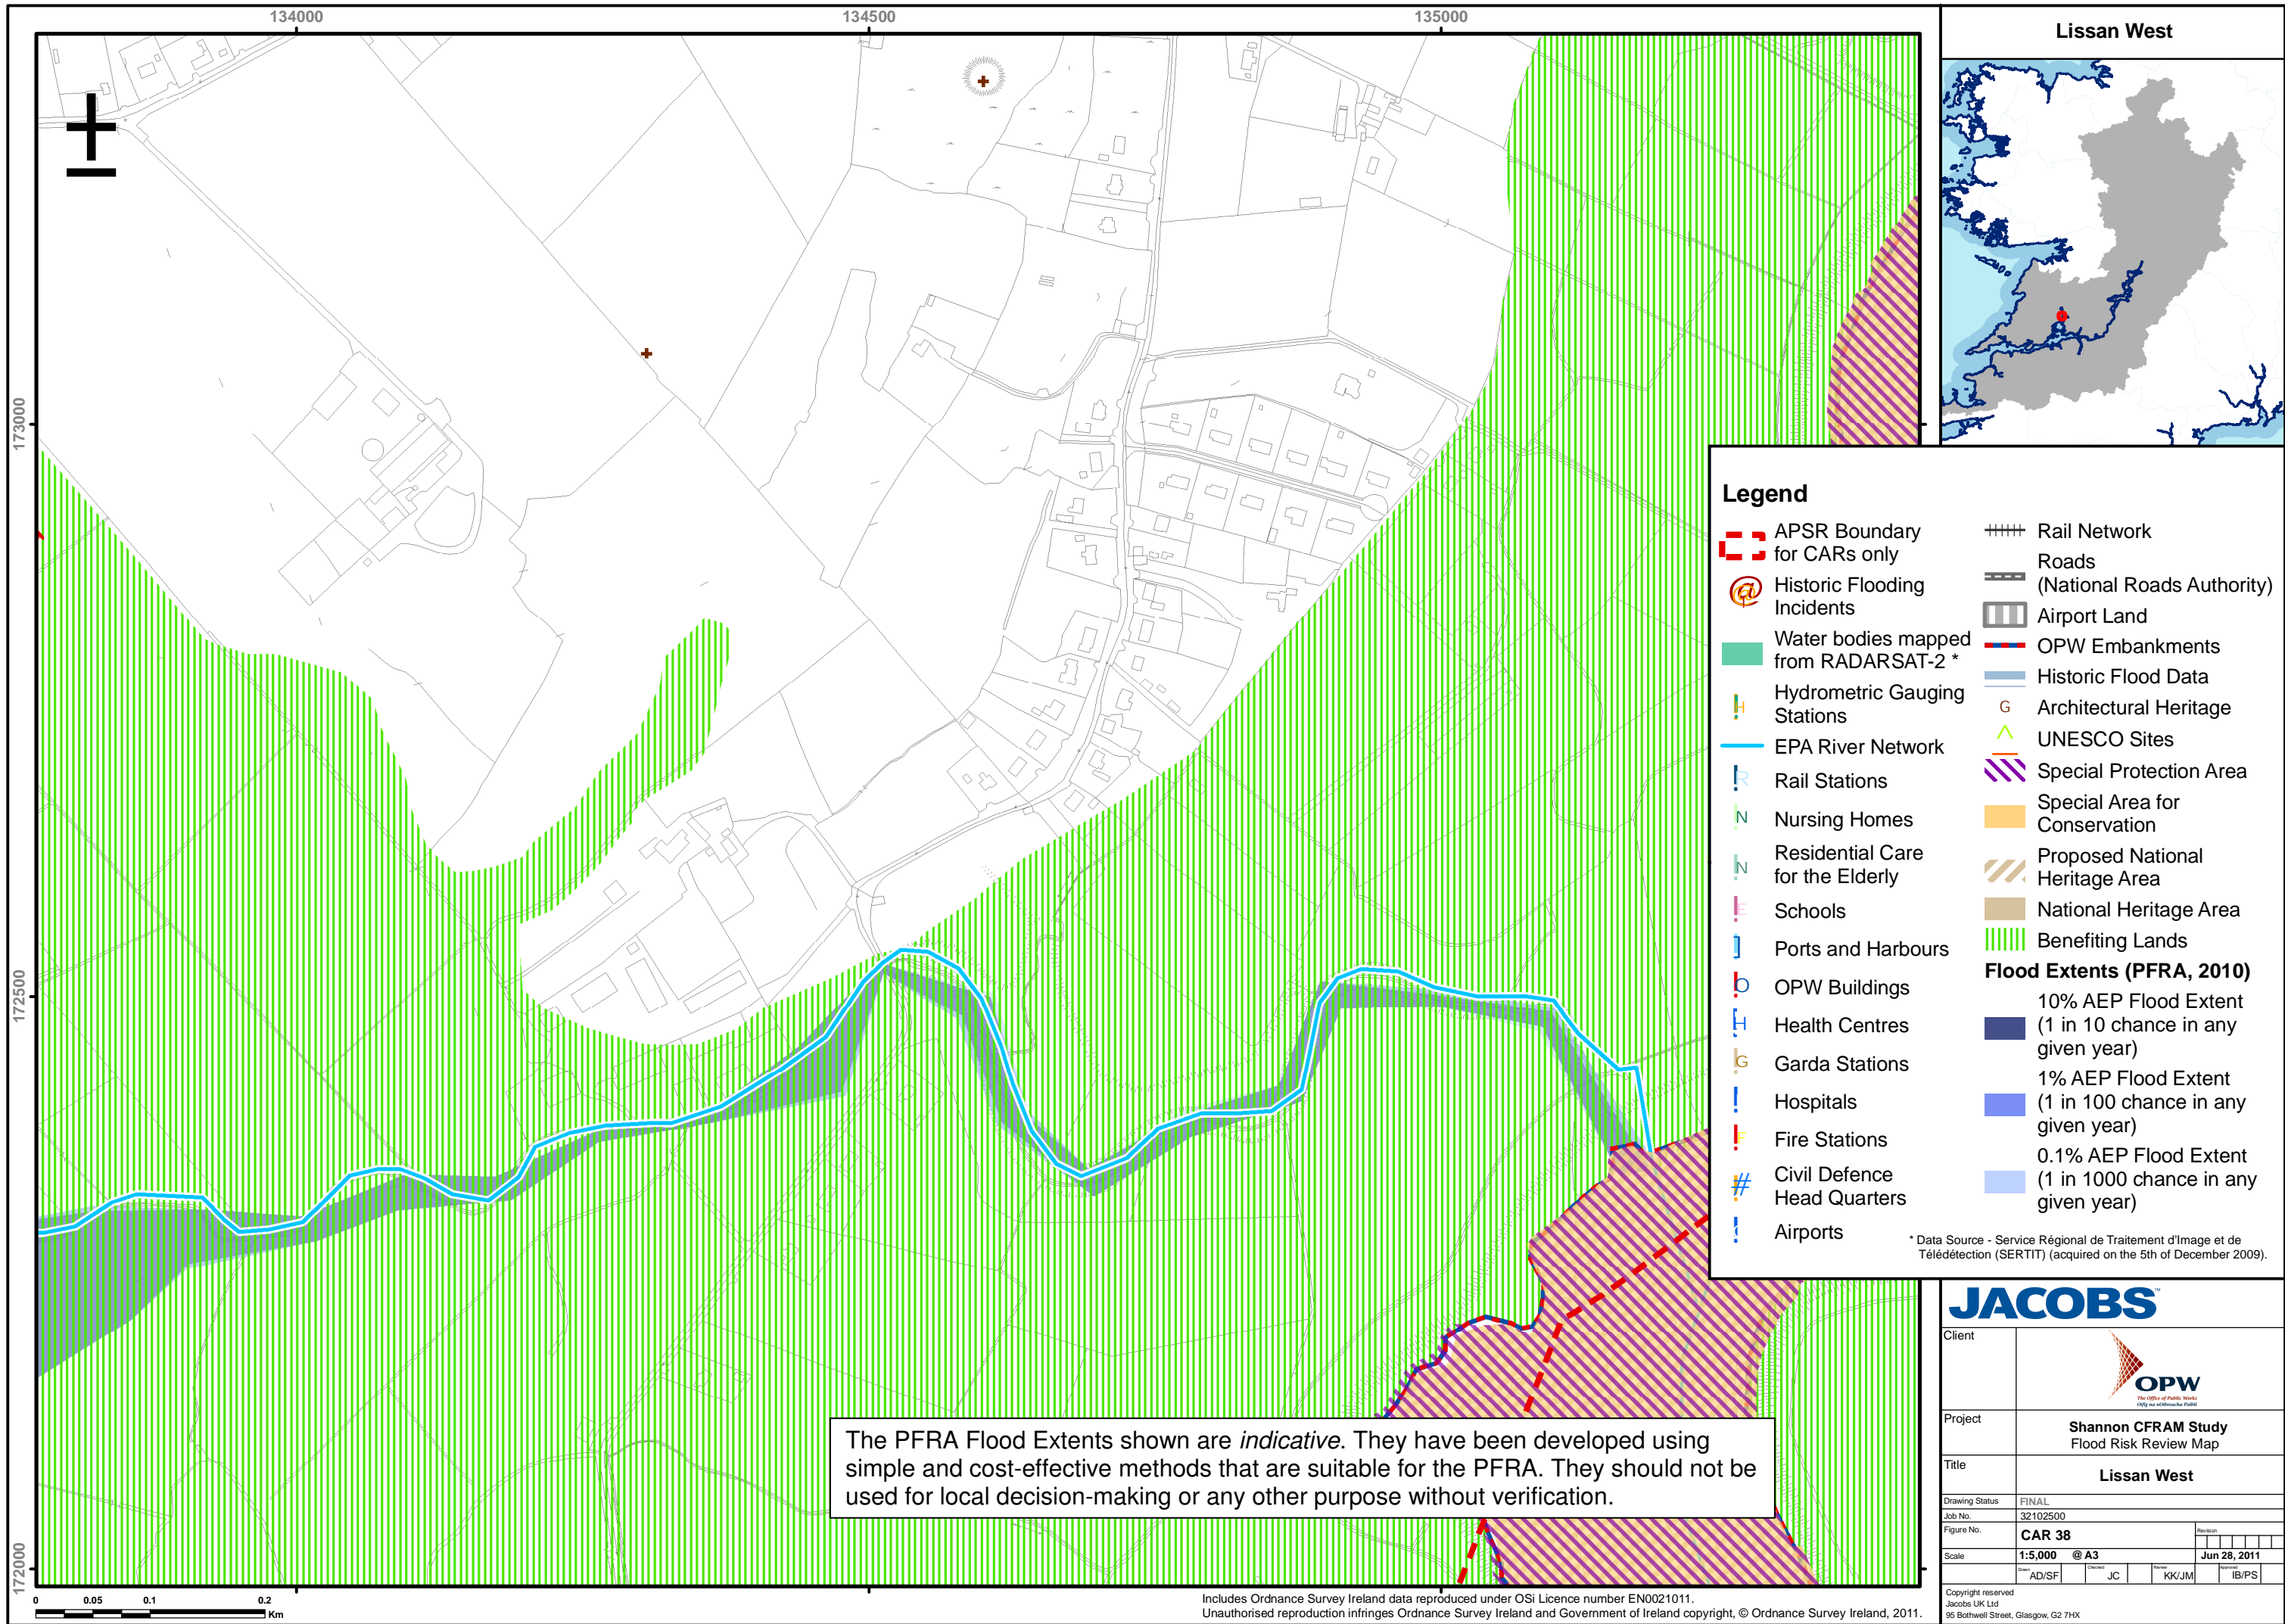 134000
134500
135000
173000
172500
172000
Lissan West
Legend
APSR Boundary
for CARs only
Historic Flooding
Incidents
Water bodies mapped
from RADARSAT-2 *
Hydrometric Gauging
Stations
EPA River Network
Rail Stations
Nursing Homes
Residential Care
for the Elderly
Schools
Ports and Harbours
OPW Buildings
Health Centres
Garda Stations
Hospitals
Fire Stations
Civil Defence
Head Quarters
Airports
Rail Network
Roads
(National Roads Authority)
Airport Land
OPW Embankments
Historic Flood Data
G Architectural Heritage
UNESCO Sites
Special Protection Area
Special Area for
Conservation
Proposed National
Heritage Area
National Heritage Area
Benefiting Lands
Flood Extents (PFRA, 2010)
10% AEP Flood Extent
(1 in 10 chance in any
given year)
1% AEP Flood Extent
(1 in 100 chance in any
given year)
0.1% AEP Flood Extent
(1 in 1000 chance in any
given year)
* Data Source - Service Régional de Traitement d'Image et de
Télédétection (SERTIT) (acquired on the 5th of December 2009).
The PFRA Flood Extents shown are indicative. They have been developed using
simple and cost-effective methods that are suitable for the PFRA. They should not be
used for local decision-making or any other purpose without verification.
0 0.05 0.1 0.2
Km
Includes Ordnance Survey Ireland data reproduced under OSi Licence number EN0021011.
Unauthorised reproduction infringes Ordnance Survey Ireland and Government of Ireland copyright, © Ordnance Survey Ireland, 2011.
JACOBS
Client
OPW
The Office of Public Works
Oifig na nOibreacha Poiblí
Project
Shannon CFRAM Study
Flood Risk Review Map
Title
Lissan West
Drawing Status FINAL
Job No. 32102500
Figure No. CAR 38 Revision
Scale 1:5,000 @ A3 Jun 28, 2011
Drawn AD/SF Checked JC Review KK/JM Approved IB/PS
Copyright reserved
Jacobs UK Ltd
95 Bothwell Street, Glasgow, G2 7HX